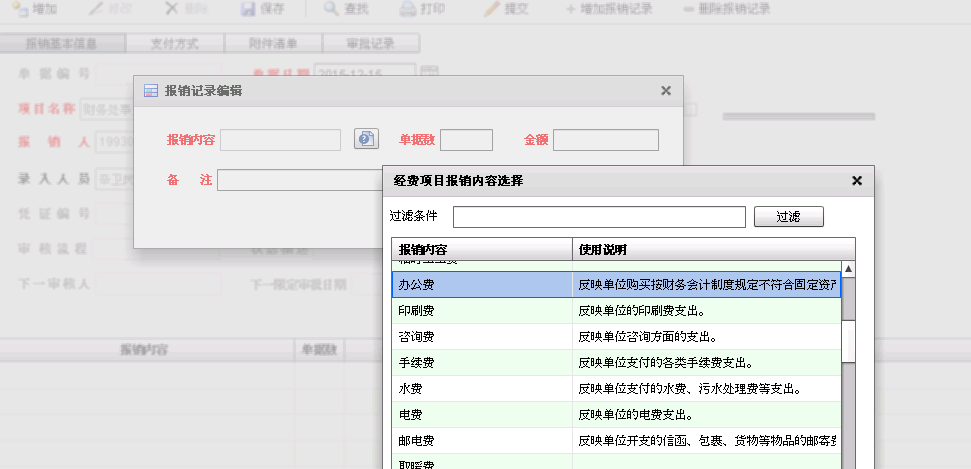 增加 修改 删除 保存 查找 打印 提交 增加报销记录 删除报销记录
报销基本信息 支付方式 附件清单 审批记录
单据编号 单据日期 2015-12-15
项目名称 财务处事
报销人 19930
录入人员
凭证编号
审核流程
下一审核人 下一限定审批日期
报销内容 单据数
报销记录编辑
报销内容 单据数 金额
备注
经费项目报销内容选择
过滤条件 过滤
报销内容 使用说明
办公费 反映单位购买按财务会计制度规定不符合固定资产
印刷费 反映单位的印刷费支出。
咨询费 反映单位咨询方面的支出。
手续费 反映单位支付的各类手续费支出。
水费 反映单位支付的水费、污水处理费等支出。
电费 反映单位的电费支出。
邮电费 反映单位开支的信函、包裹、货物等物品的邮寄费
取暖费